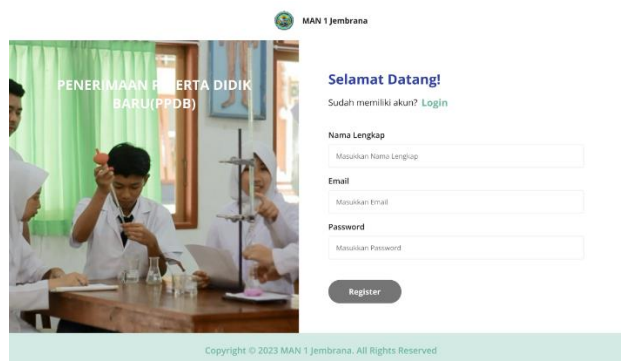 MAN 1 Jembrana
PENERIMAAN PESERTA DIDIK
BARU(PPDB)
Selamat Datang!
Sudah memiliki akun? Login
Nama Lengkap
Masukkan Nama Lengkap
Email
Masukkan Email
Password
Masukkan Password
Register
Copyright © 2023 MAN 1 Jembrana. All Rights Reserved